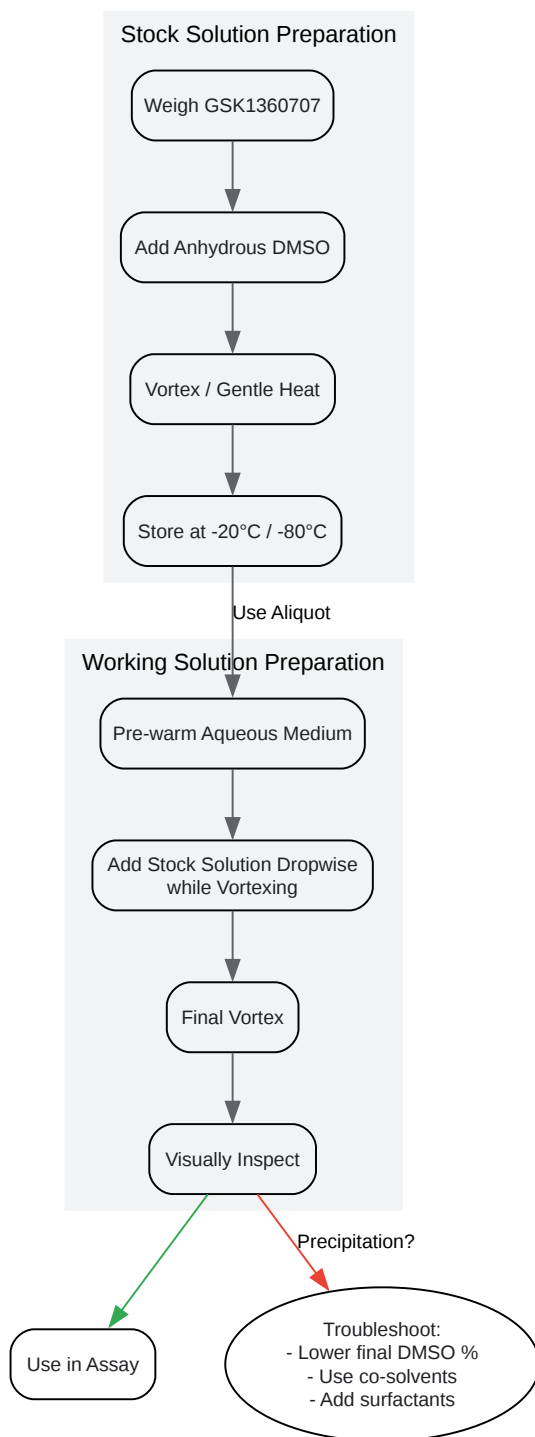 Stock Solution Preparation
Weigh GSK1360707
Add Anhydrous DMSO
Vortex / Gentle Heat
Store at -20°C / -80°C
Use Aliquot
Working Solution Preparation
Pre-warm Aqueous Medium
Add Stock Solution Dropwise
while Vortexing
Final Vortex
Visually Inspect
Precipitation?
Use in Assay
Troubleshoot:
- Lower final DMSO %
- Use co-solvents
- Add surfactants